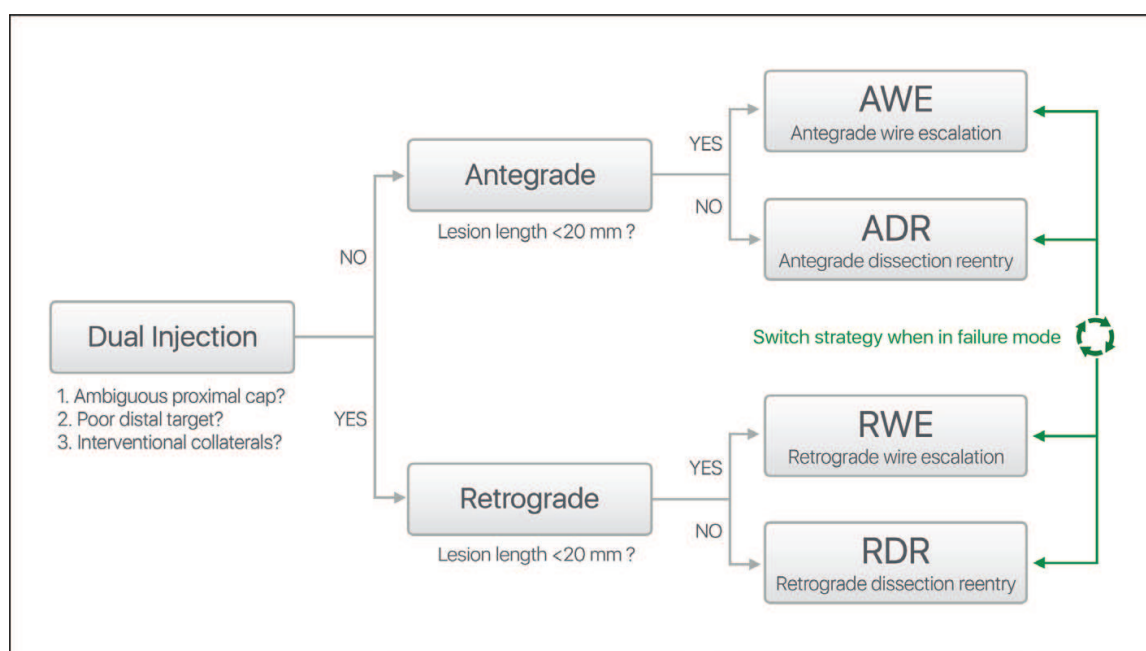 Dual Injection
1. Ambiguous proximal cap?
2. Poor distal target?
3. Interventional collaterals?
NO
YES
Antegrade
Lesion length <20 mm ?
YES
NO
AWE
Antegrade wire escalation
ADR
Antegrade dissection reentry
Switch strategy when in failure mode
Retrograde
Lesion length <20 mm ?
YES
NO
RWE
Retrograde wire escalation
RDR
Retrograde dissection reentry